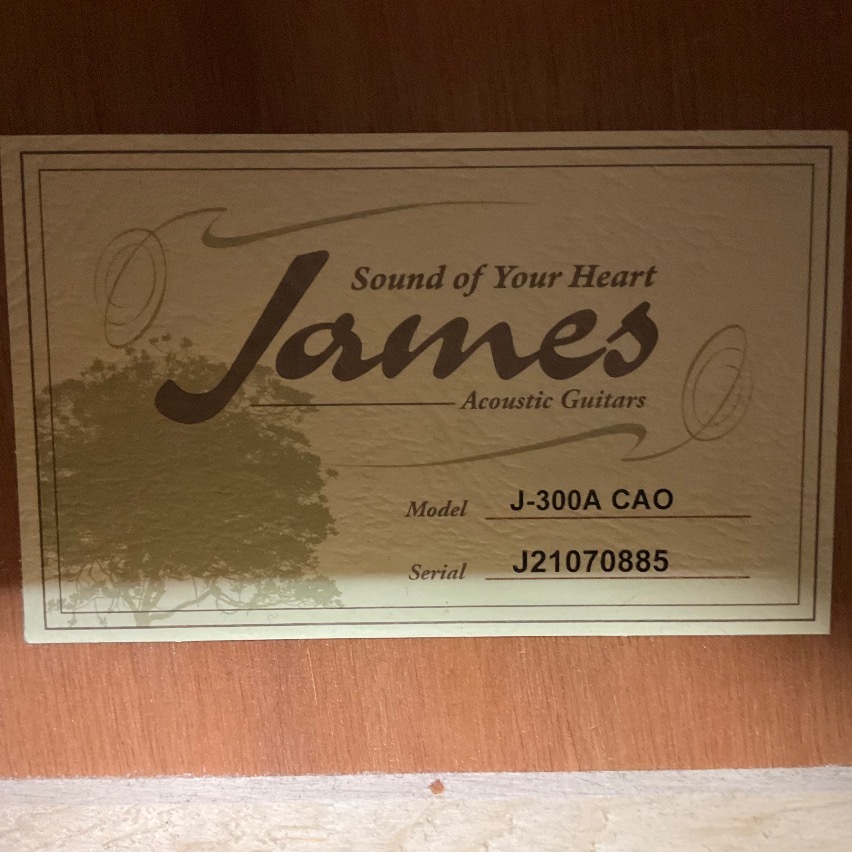 Sound of Your Heart
James
Acoustic Guitars
Model J-300A CAO
Serial J21070885